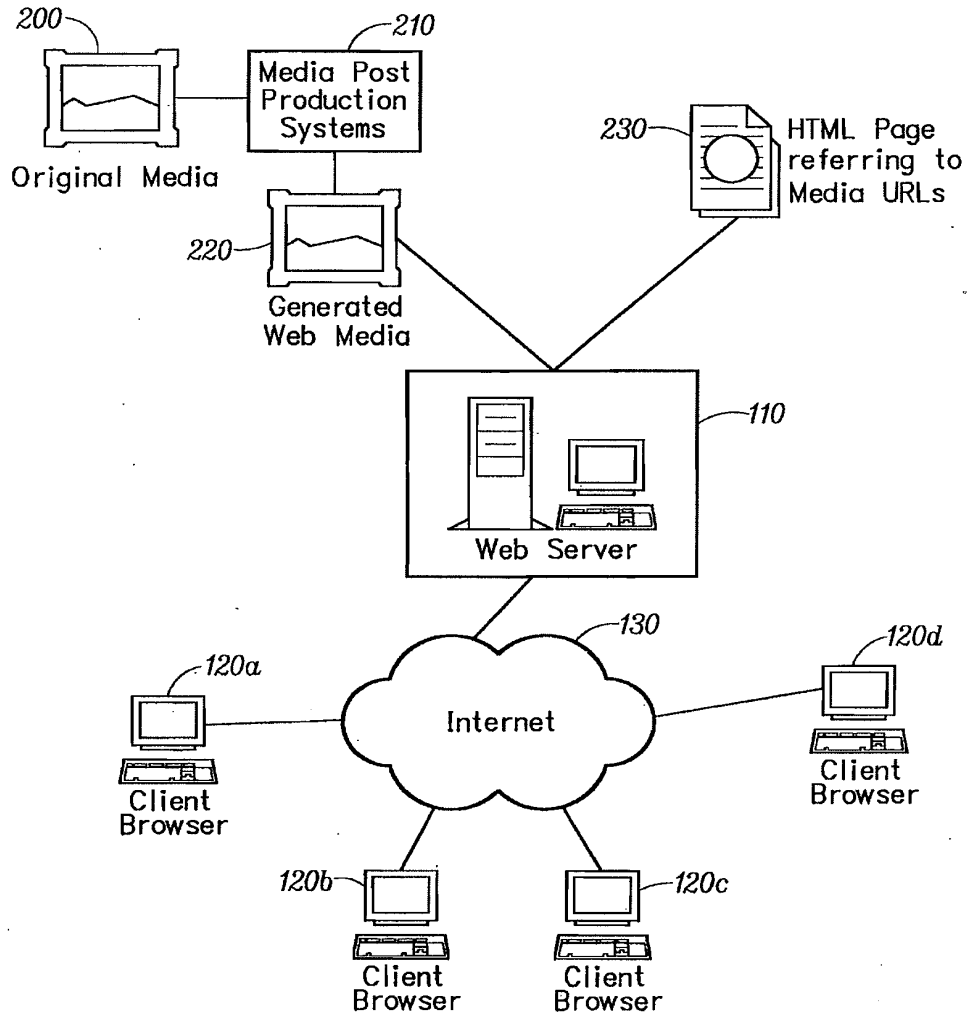 200
210
Media Post
Production
Systems
Original Media
220
Generated
Web Media
230
HTML Page
referring to
Media URLs
110
Web Server
130
Internet
120a
Client
Browser
120b
Client
Browser
120c
Client
Browser
120d
Client
Browser